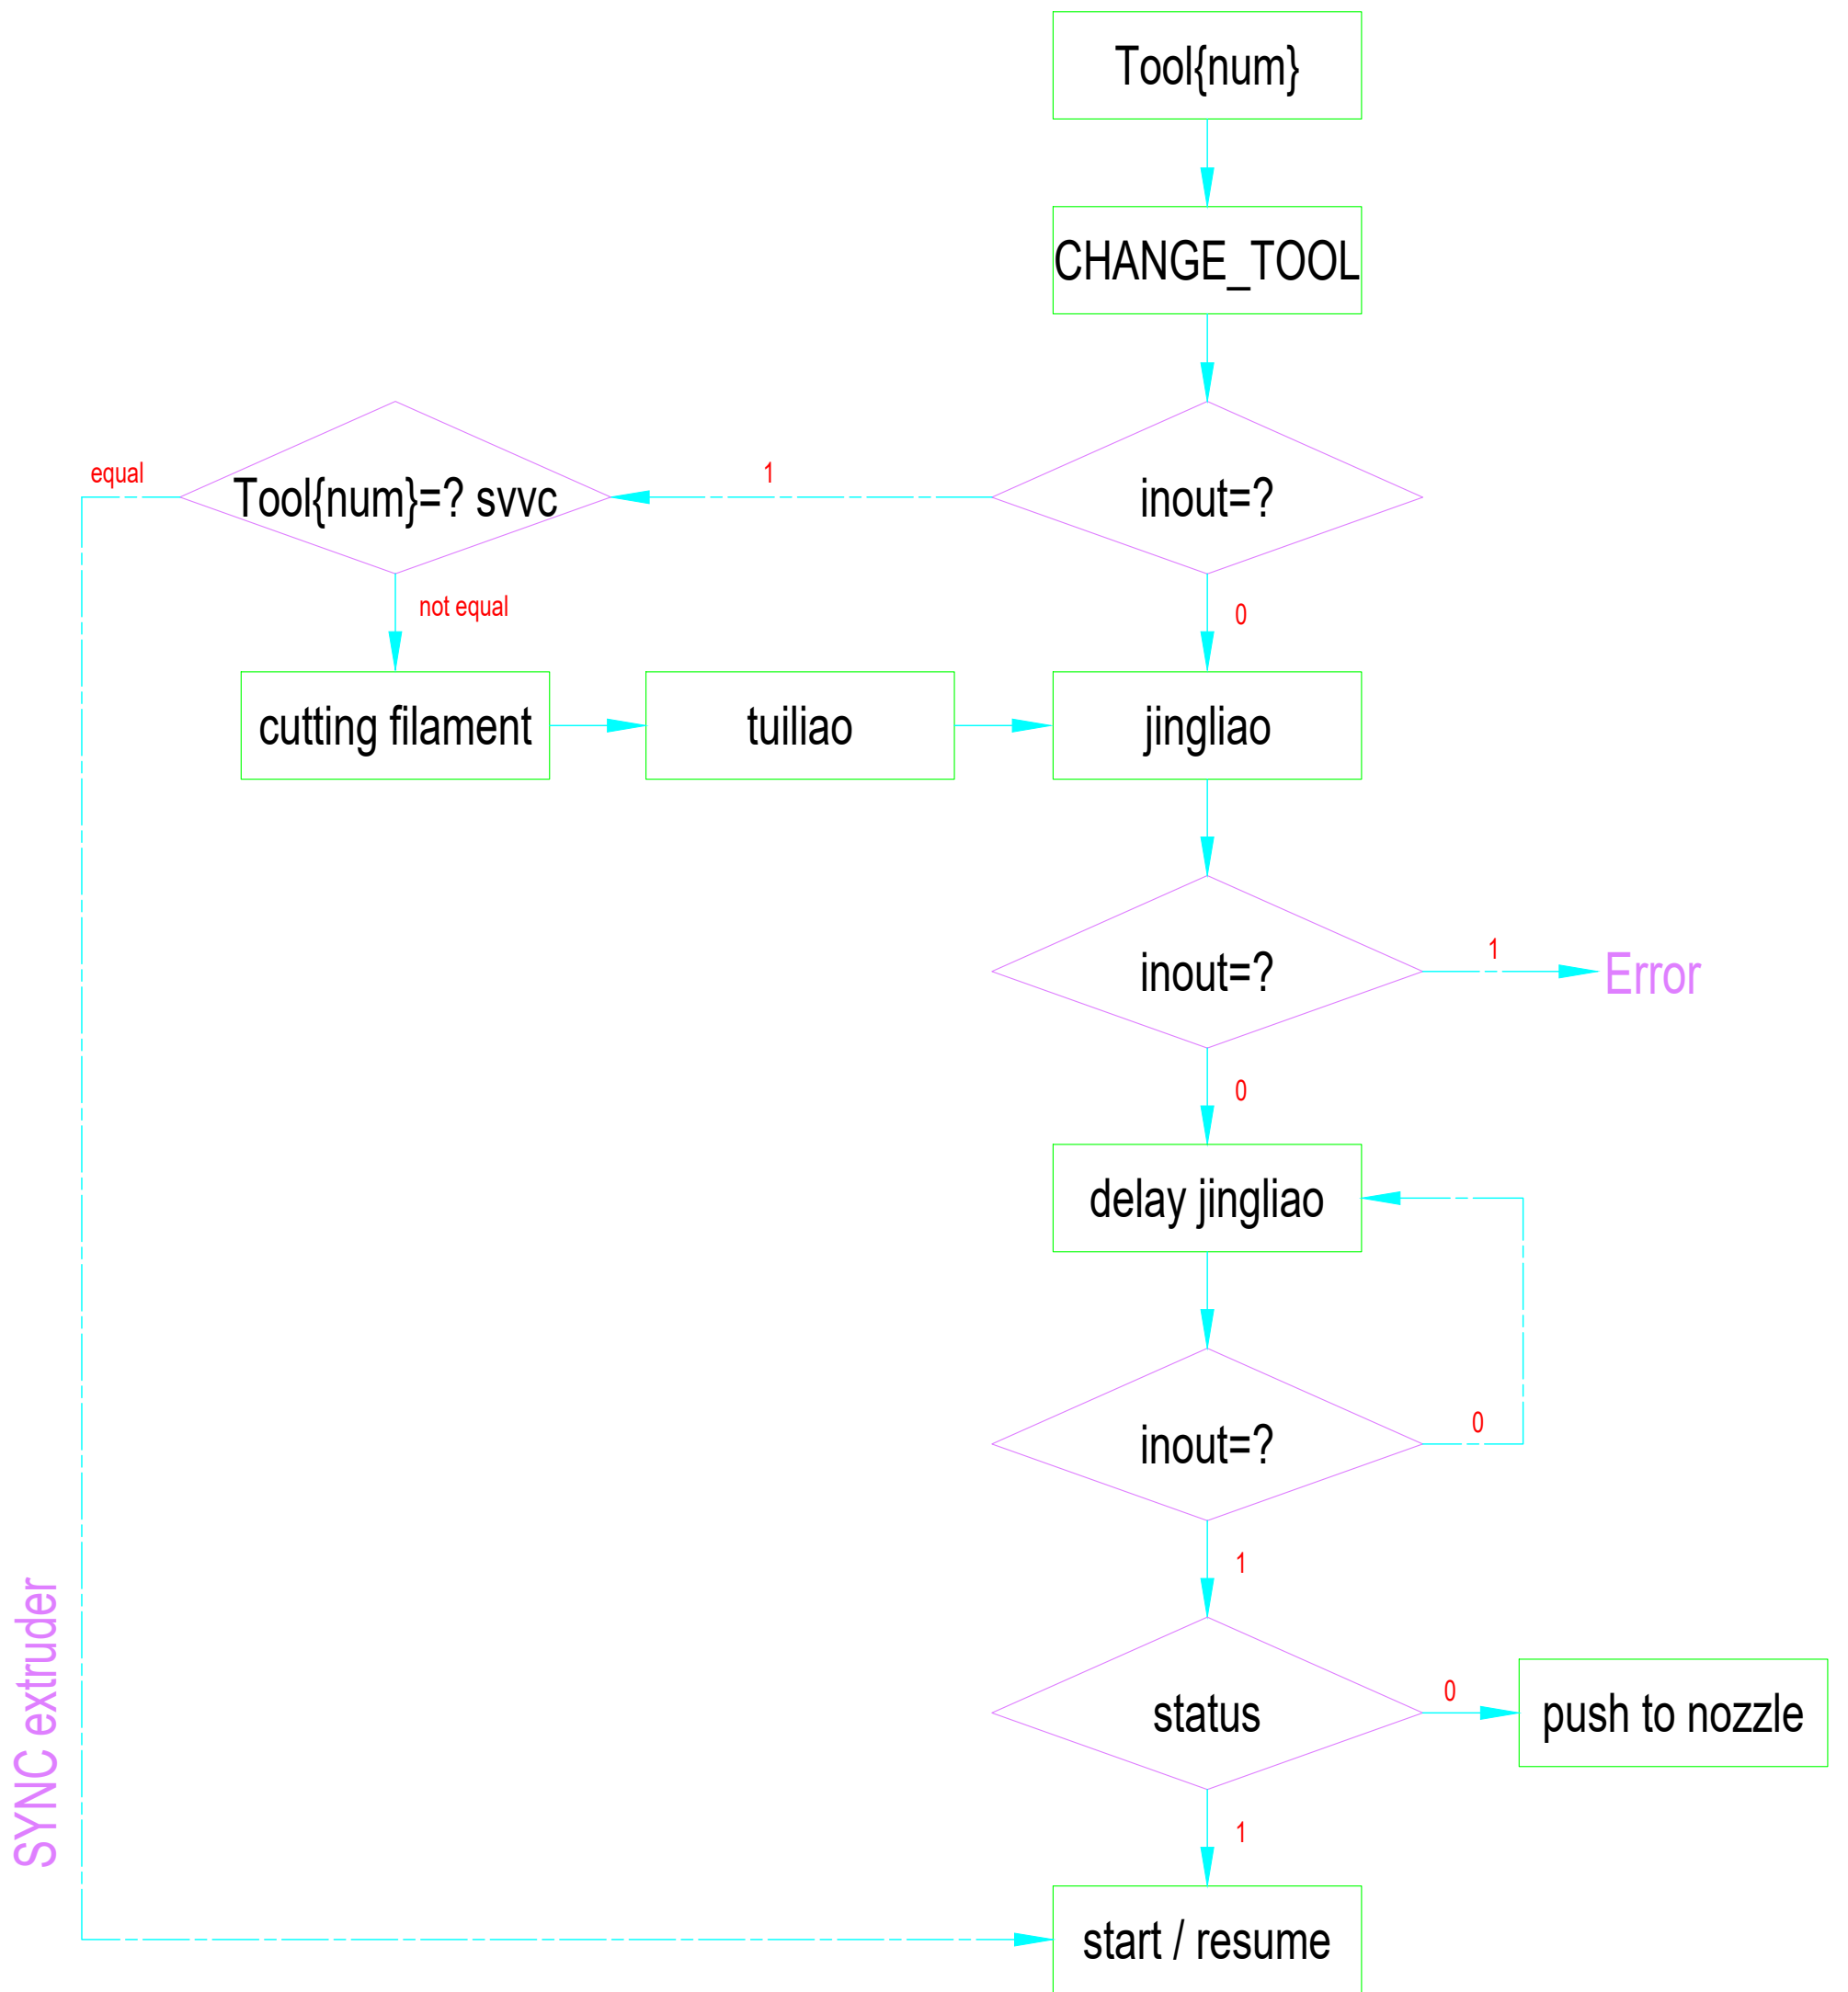 Tool{num}
CHANGE_TOOL
equal
Tool{num}=? svvc
1
inout=?
not equal
0
cutting filament
tuiliao
jingliao
inout=?
1
Error
0
delay jingliao
inout=?
0
1
SYNC extruder
status
0
push to nozzle
1
start / resume